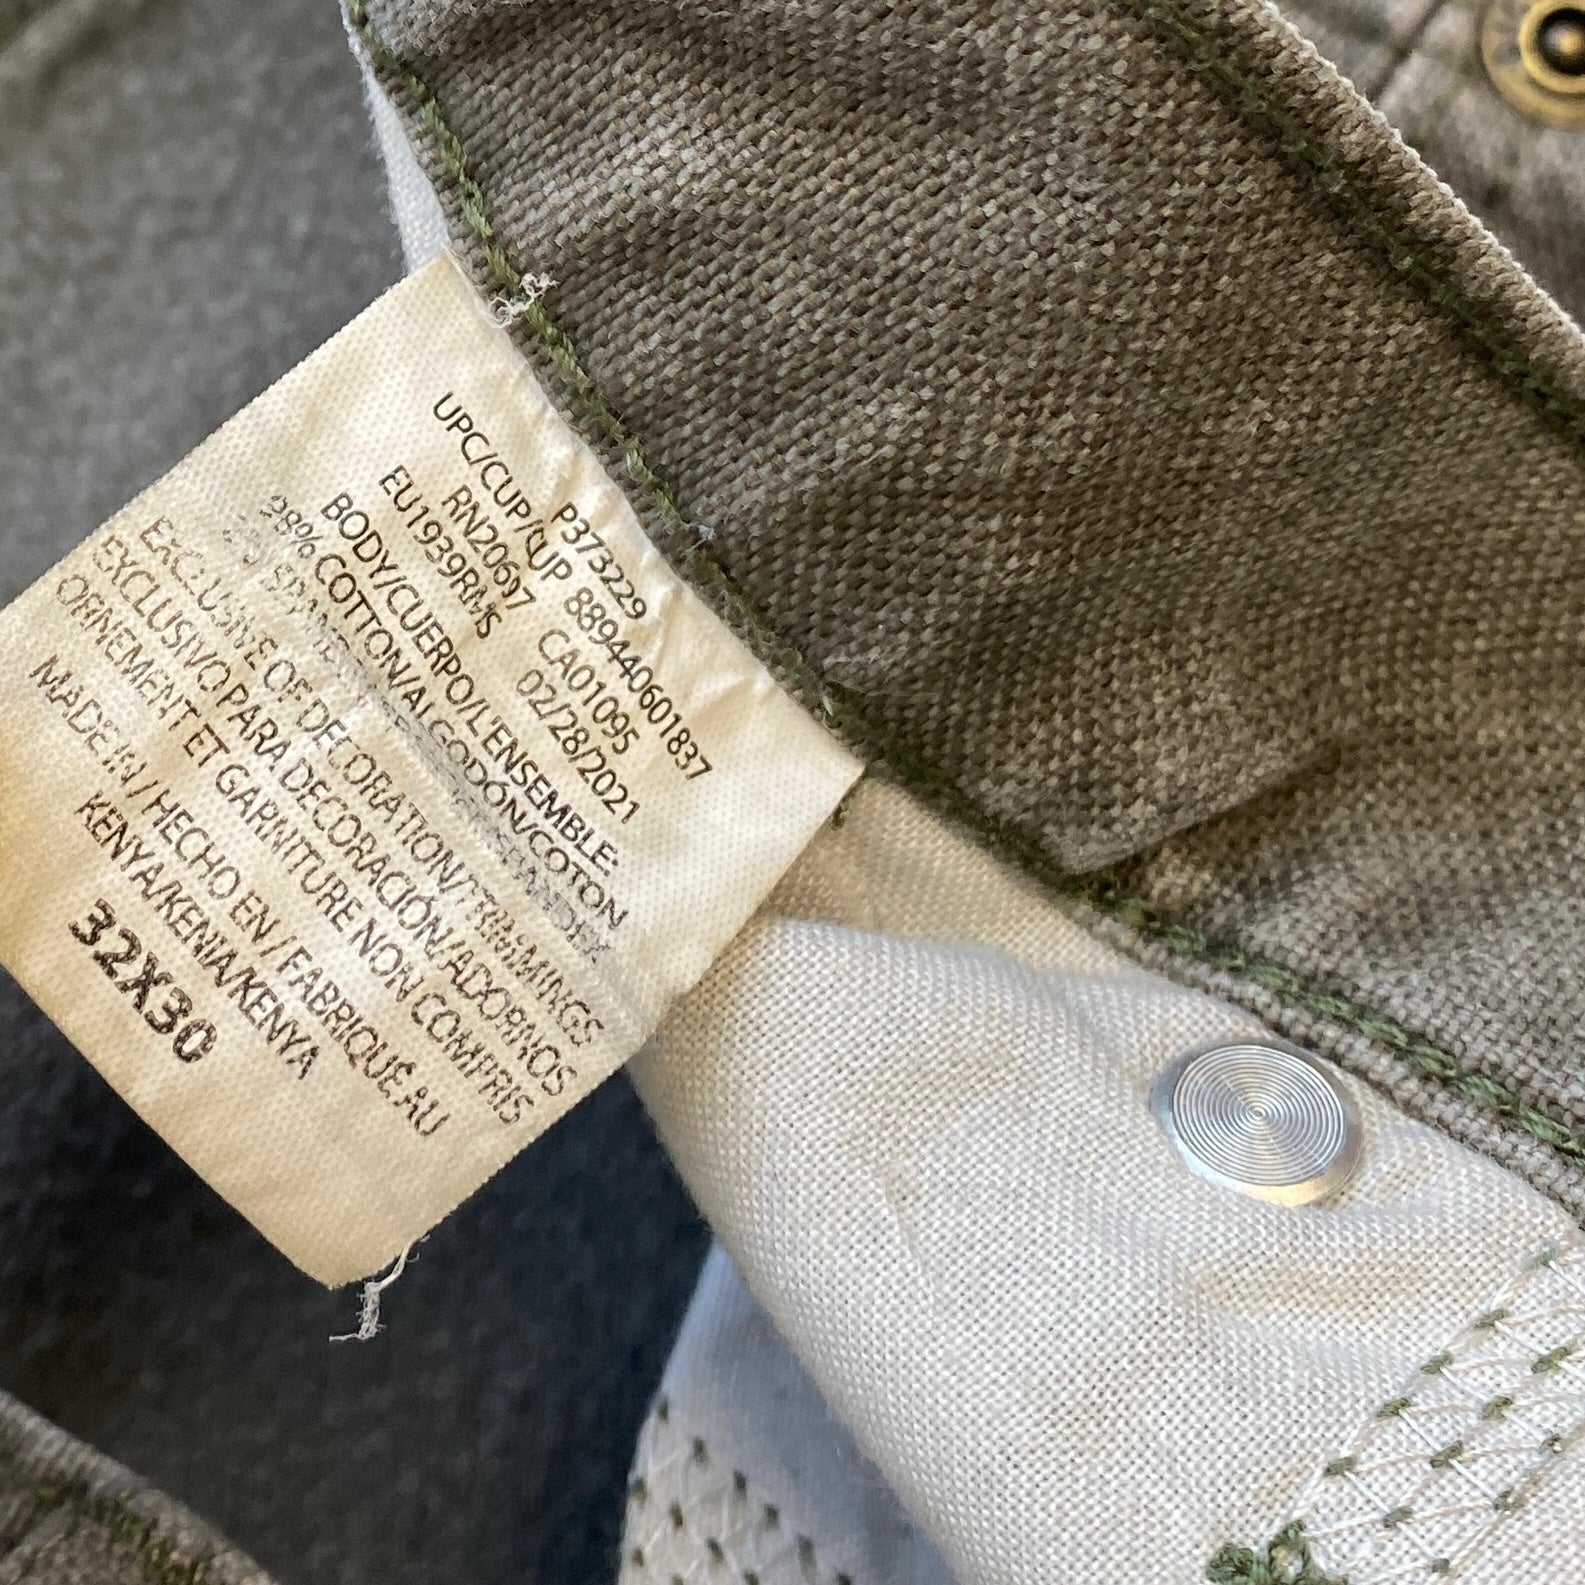 P373229
UPC/CUP/CUP 889440601837
RN20697 CA01095
EU1939RMS 02/28/2021
BODY/CUERPO/L'ENSEMBLE:
98% COTTON/ALGODÓN/COTON
EXCLUSIVE OF DECORATION/TRIMMINGS
EXCLUSIVO PARA DECORACIÓN/ADORNOS
ORNEMENT ET GARNITURE NON COMPRIS
MADE IN / HECHO EN / FABRIQUÉ AU
KENYA/KENIA/KENYA
32X30